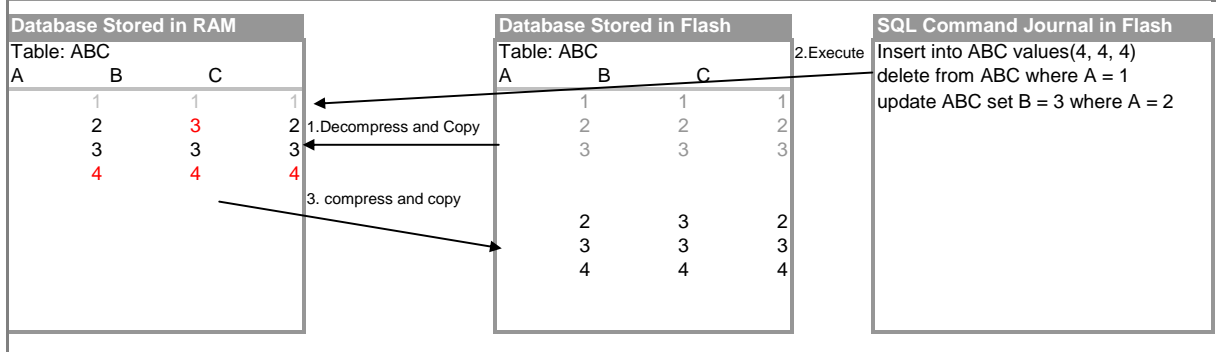 Database Stored in RAM
Table: ABC
A B C
1 1 1
2 3 2
3 3 3
4 4 4
1.Decompress and Copy
3. compress and copy
Database Stored in Flash
Table: ABC
A B C
1 1 1
2 2 2
3 3 3
2 3 2
3 3 3
4 4 4
2.Execute
SQL Command Journal in Flash
Insert into ABC values(4, 4, 4)
delete from ABC where A = 1
update ABC set B = 3 where A = 2